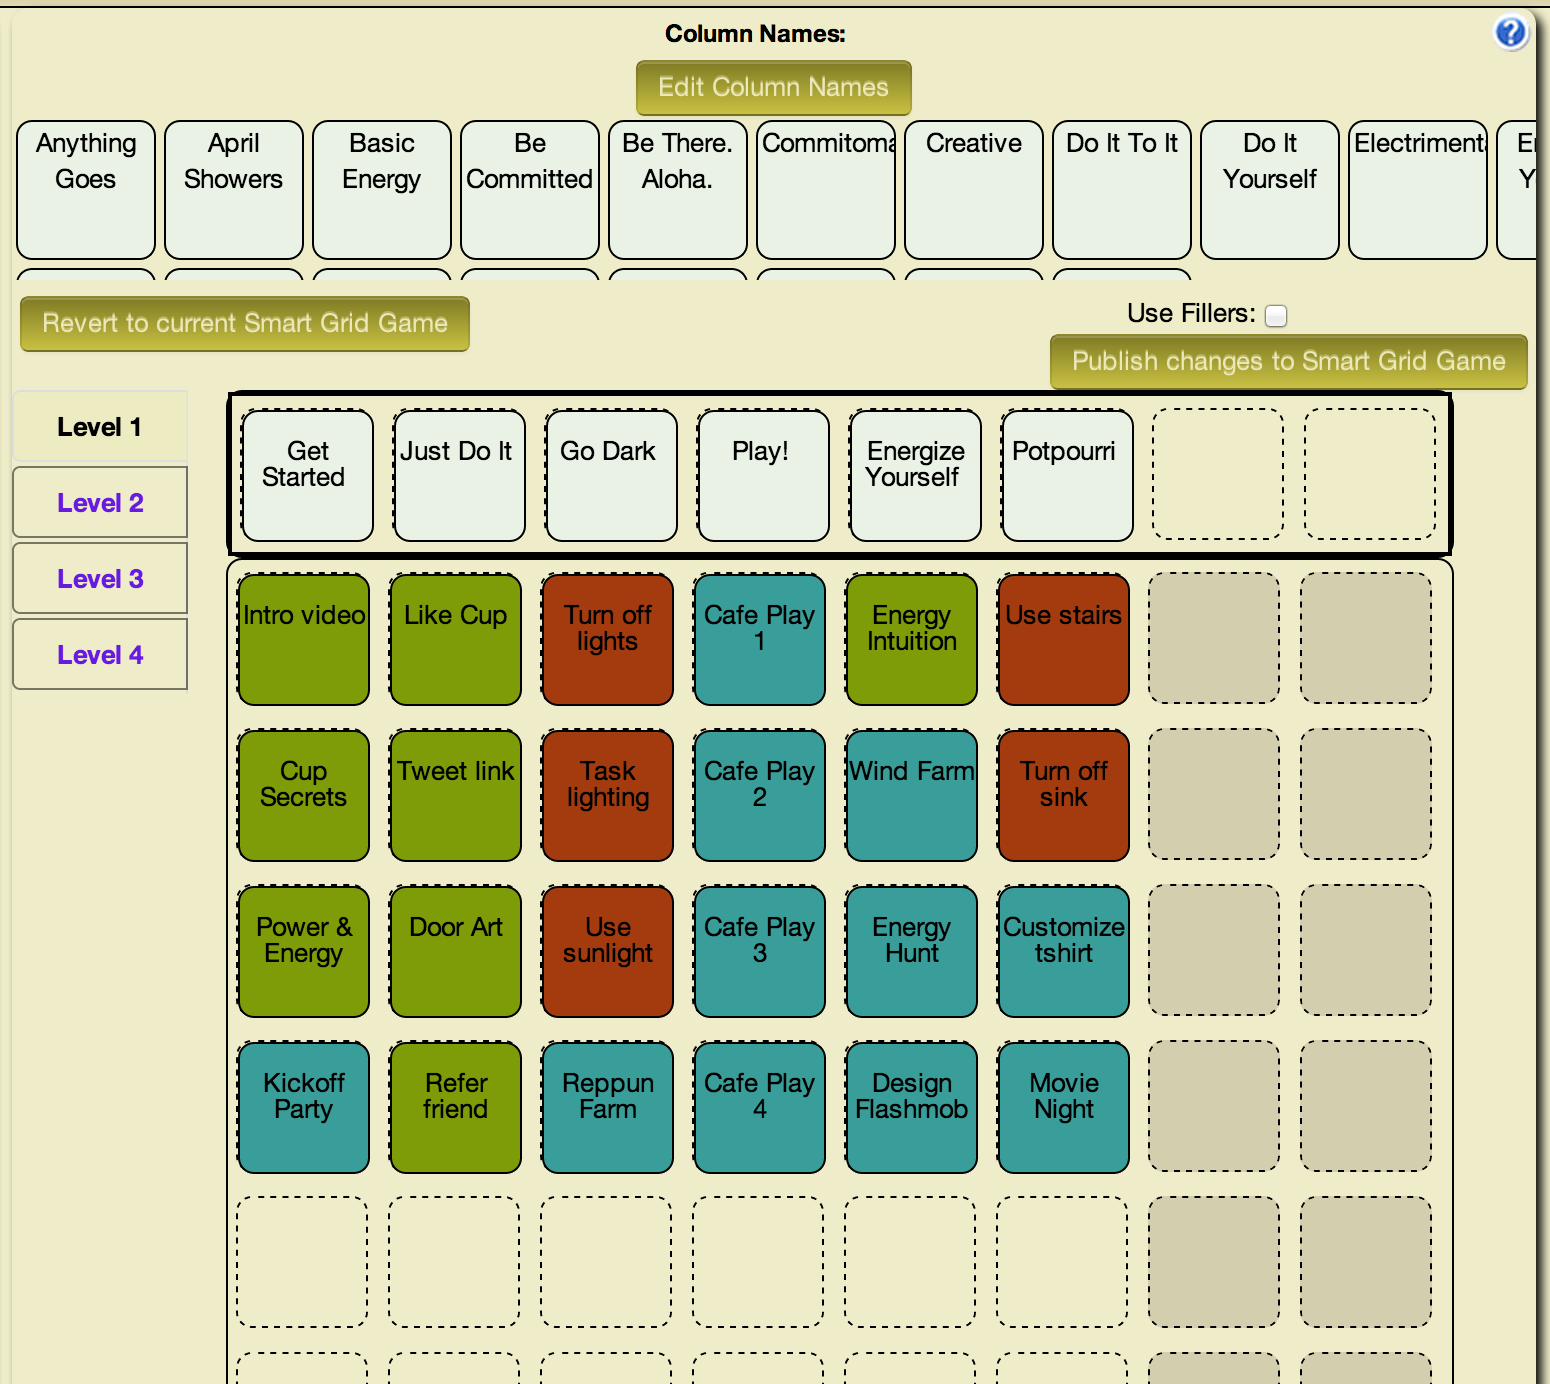 Column Names:
Edit Column Names
Anything
Goes
April
Showers
Basic
Energy
Be
Committed
Be There.
Aloha.
Commitoma
Creative
Do It To It
Do It
Yourself
Electriment
Revert to current Smart Grid Game
Use Fillers:
Publish changes to Smart Grid Game
Level 1
Level 2
Level 3
Level 4
Get
Started
Just Do It
Go Dark
Play!
Energize
Yourself
Potpourri
Intro video
Like Cup
Turn off
lights
Cafe Play
1
Energy
Intuition
Use stairs
Cup
Secrets
Tweet link
Task
lighting
Cafe Play
2
Wind Farm
Turn off
sink
Power &
Energy
Door Art
Use
sunlight
Cafe Play
3
Energy
Hunt
Customize
tshirt
Kickoff
Party
Refer
friend
Reppun
Farm
Cafe Play
4
Design
Flashmob
Movie
Night